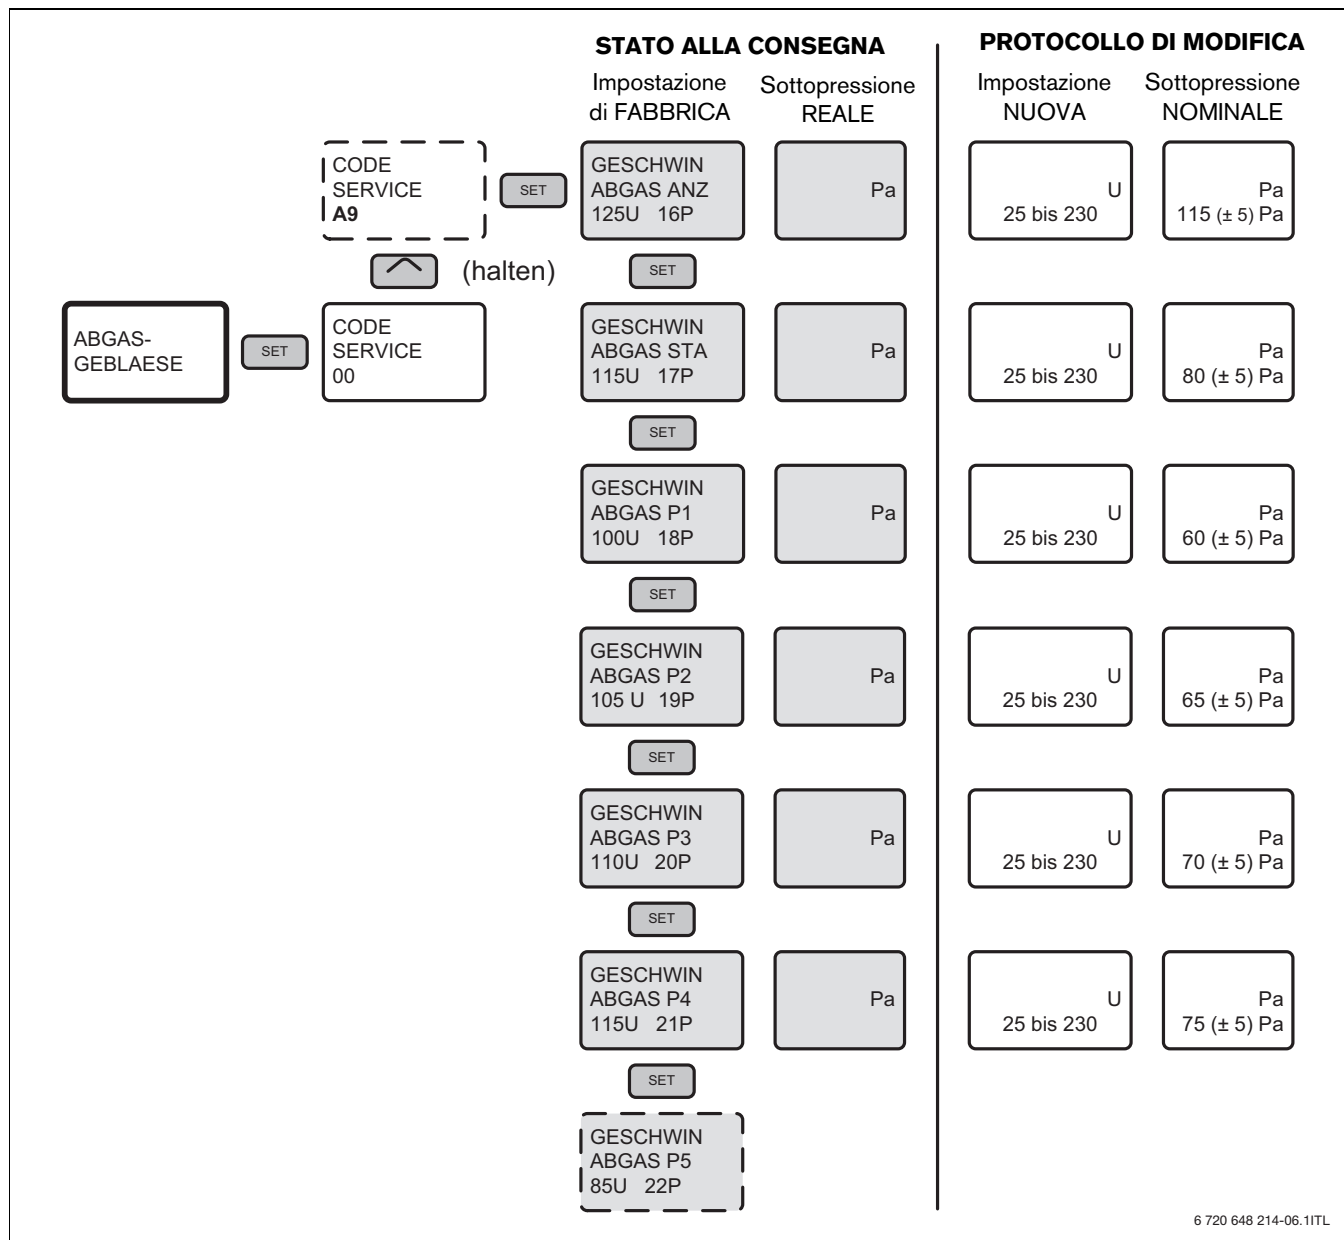 STATO ALLA CONSEGNA
PROTOCOLLO DI MODIFICA
Impostazione
di FABBRICA
Sottopressione
REALE
Impostazione
NUOVA
Sottopressione
NOMINALE
CODE
SERVICE
A9
SET
GESCHWIN
ABGAS ANZ
125U 16P
Pa
U
25 bis 230
Pa
115 (± 5) Pa
(halten)
SET
ABGAS-
GEBLAESE
SET
CODE
SERVICE
00
GESCHWIN
ABGAS STA
115U 17P
Pa
U
25 bis 230
Pa
80 (± 5) Pa
SET
GESCHWIN
ABGAS P1
100U 18P
Pa
U
25 bis 230
Pa
60 (± 5) Pa
SET
GESCHWIN
ABGAS P2
105 U 19P
Pa
U
25 bis 230
Pa
65 (± 5) Pa
SET
GESCHWIN
ABGAS P3
110U 20P
Pa
U
25 bis 230
Pa
70 (± 5) Pa
SET
GESCHWIN
ABGAS P4
115U 21P
Pa
U
25 bis 230
Pa
75 (± 5) Pa
SET
GESCHWIN
ABGAS P5
85U 22P
6 720 648 214-06.1ITL